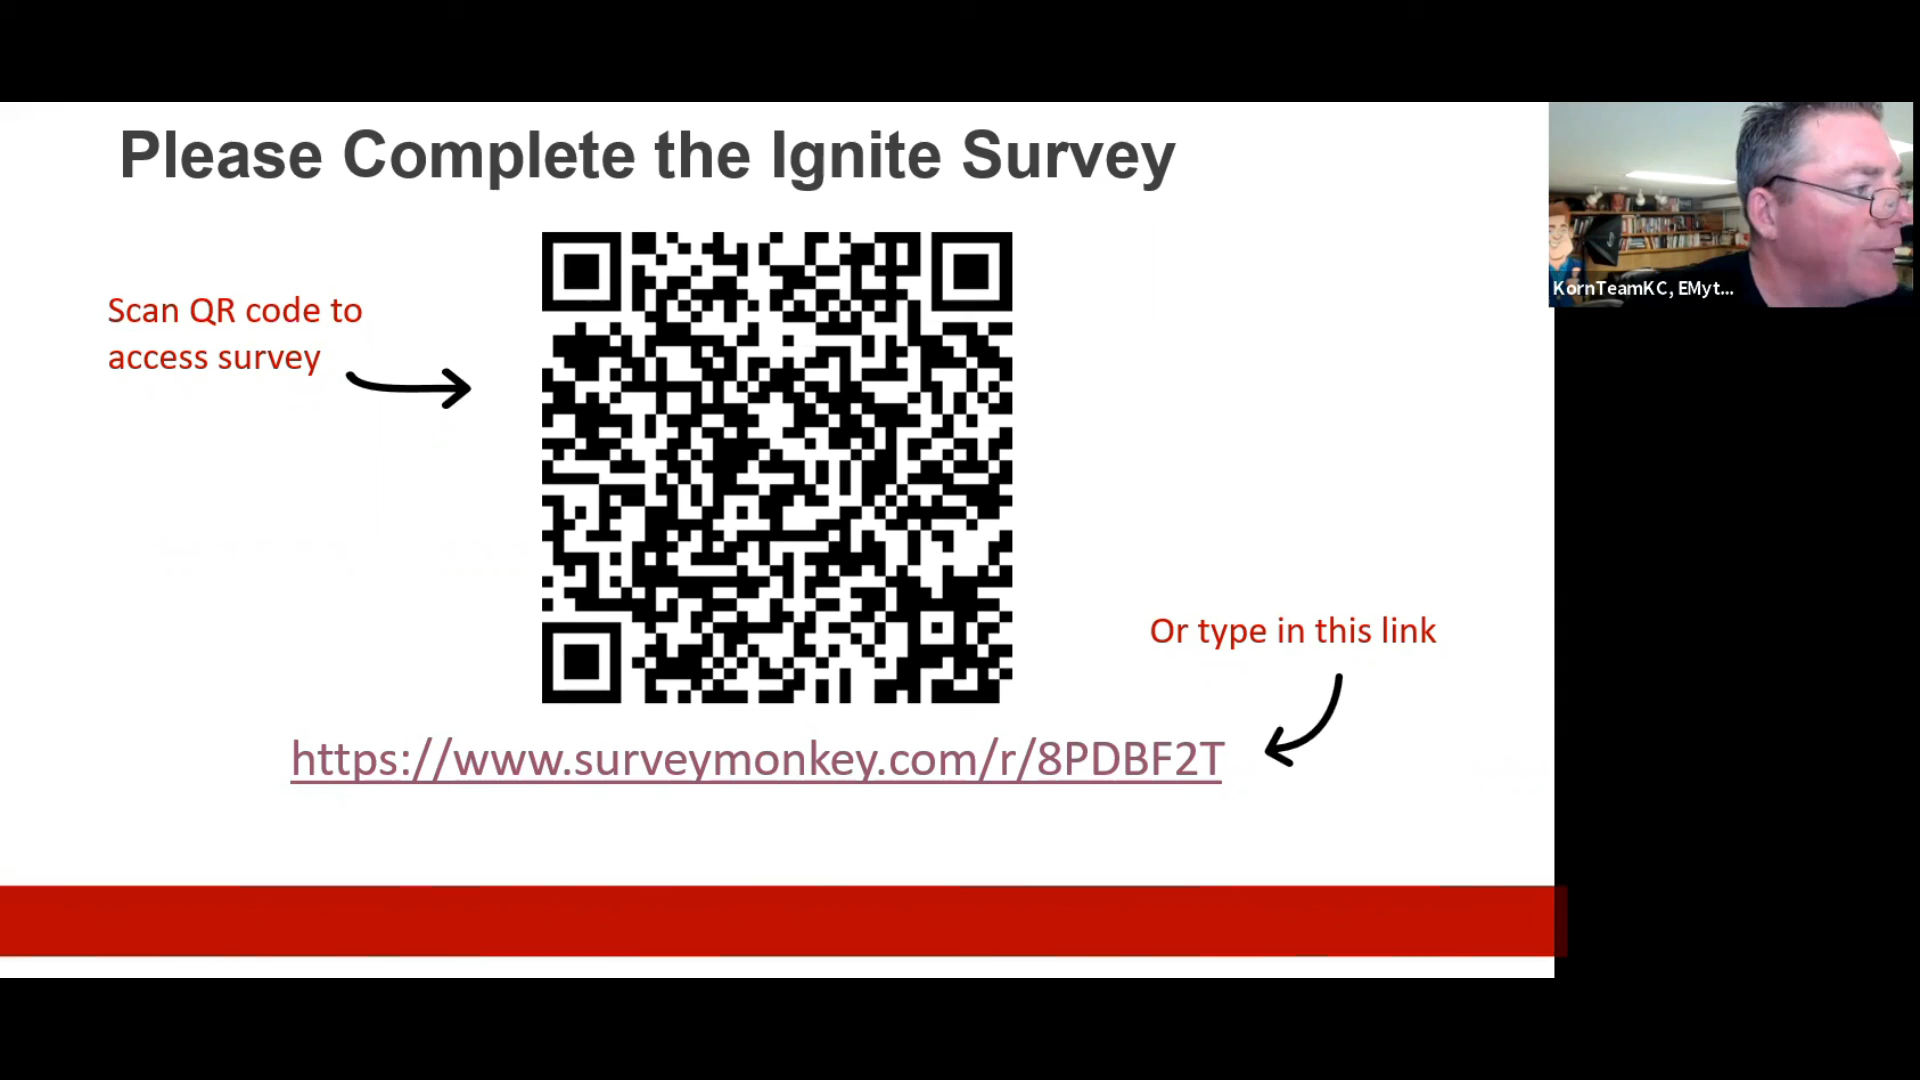 Please Complete the Ignite Survey
Scan QR code to
access survey
Or type in this link
https://www.surveymonkey.com/r/8PDBF2T
KornTeamKC, EMyt...